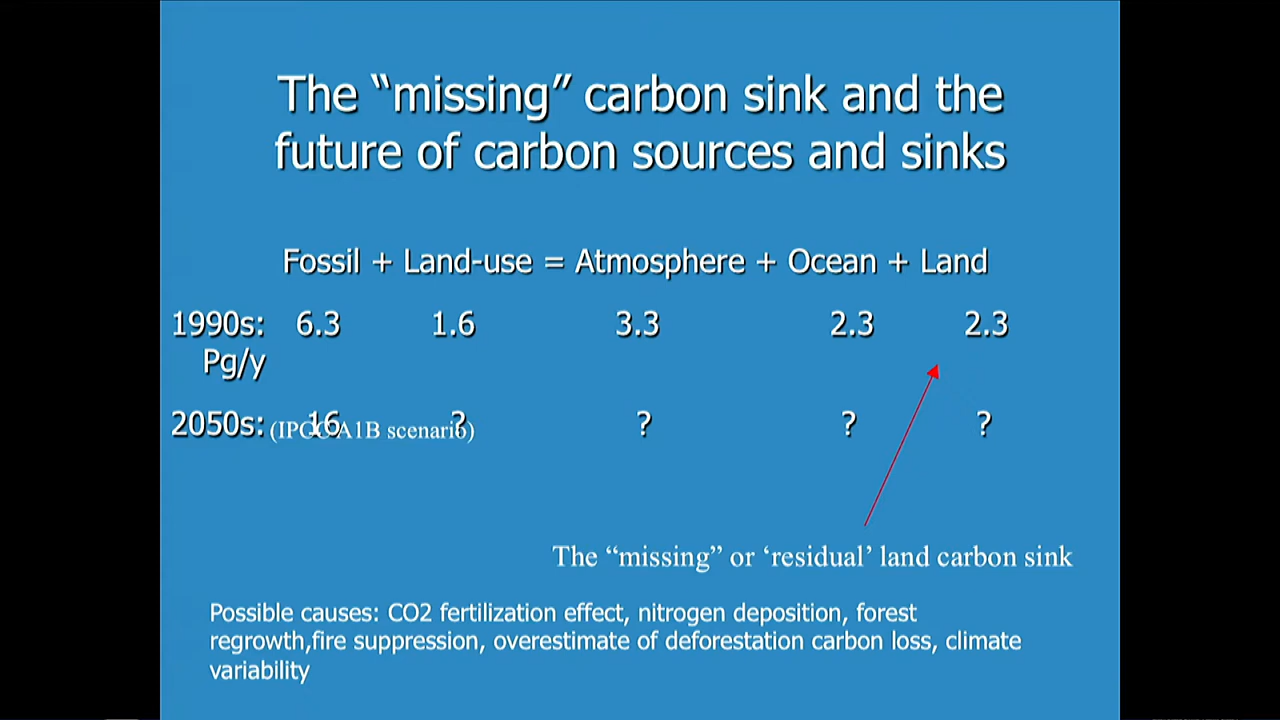 The “missing” carbon sink and the
future of carbon sources and sinks
Fossil + Land-use = Atmosphere + Ocean + Land
1990s: 6.3 1.6 3.3 2.3 2.3
Pg/y
2050s: 16 ? ? ? ?
(IPCC A1B scenario)
The “missing” or ‘residual’ land carbon sink
Possible causes: CO2 fertilization effect, nitrogen deposition, forest
regrowth,fire suppression, overestimate of deforestation carbon loss, climate
variability